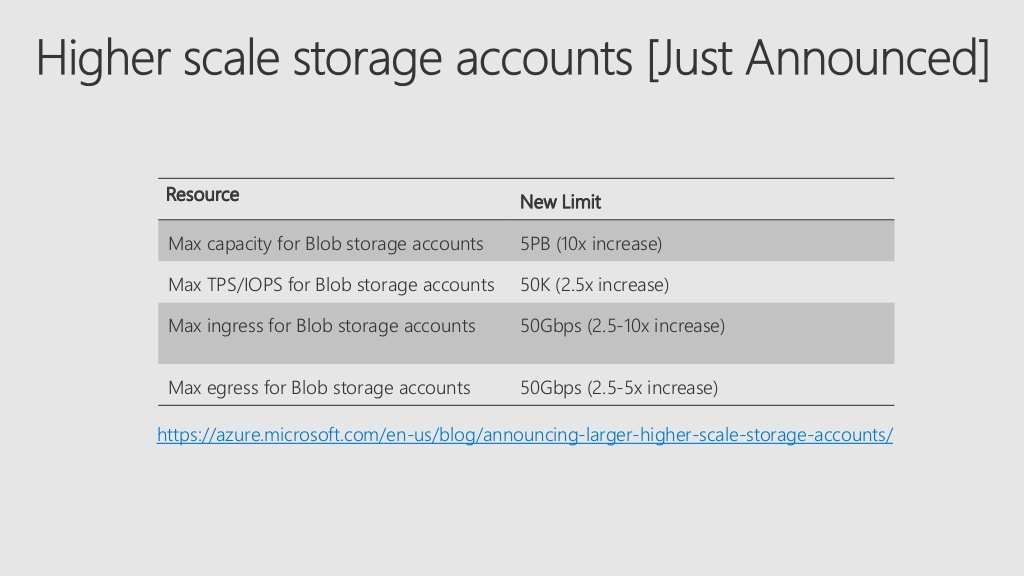 Higher scale storage accounts [Just Announced]
Resource New Limit
Max capacity for Blob storage accounts 5PB (10x increase)
Max TPS/IOPS for Blob storage accounts 50K (2.5x increase)
Max ingress for Blob storage accounts 50Gbps (2.5-10x increase)
Max egress for Blob storage accounts 50Gbps (2.5-5x increase)
https://azure.microsoft.com/en-us/blog/announcing-larger-higher-scale-storage-accounts/